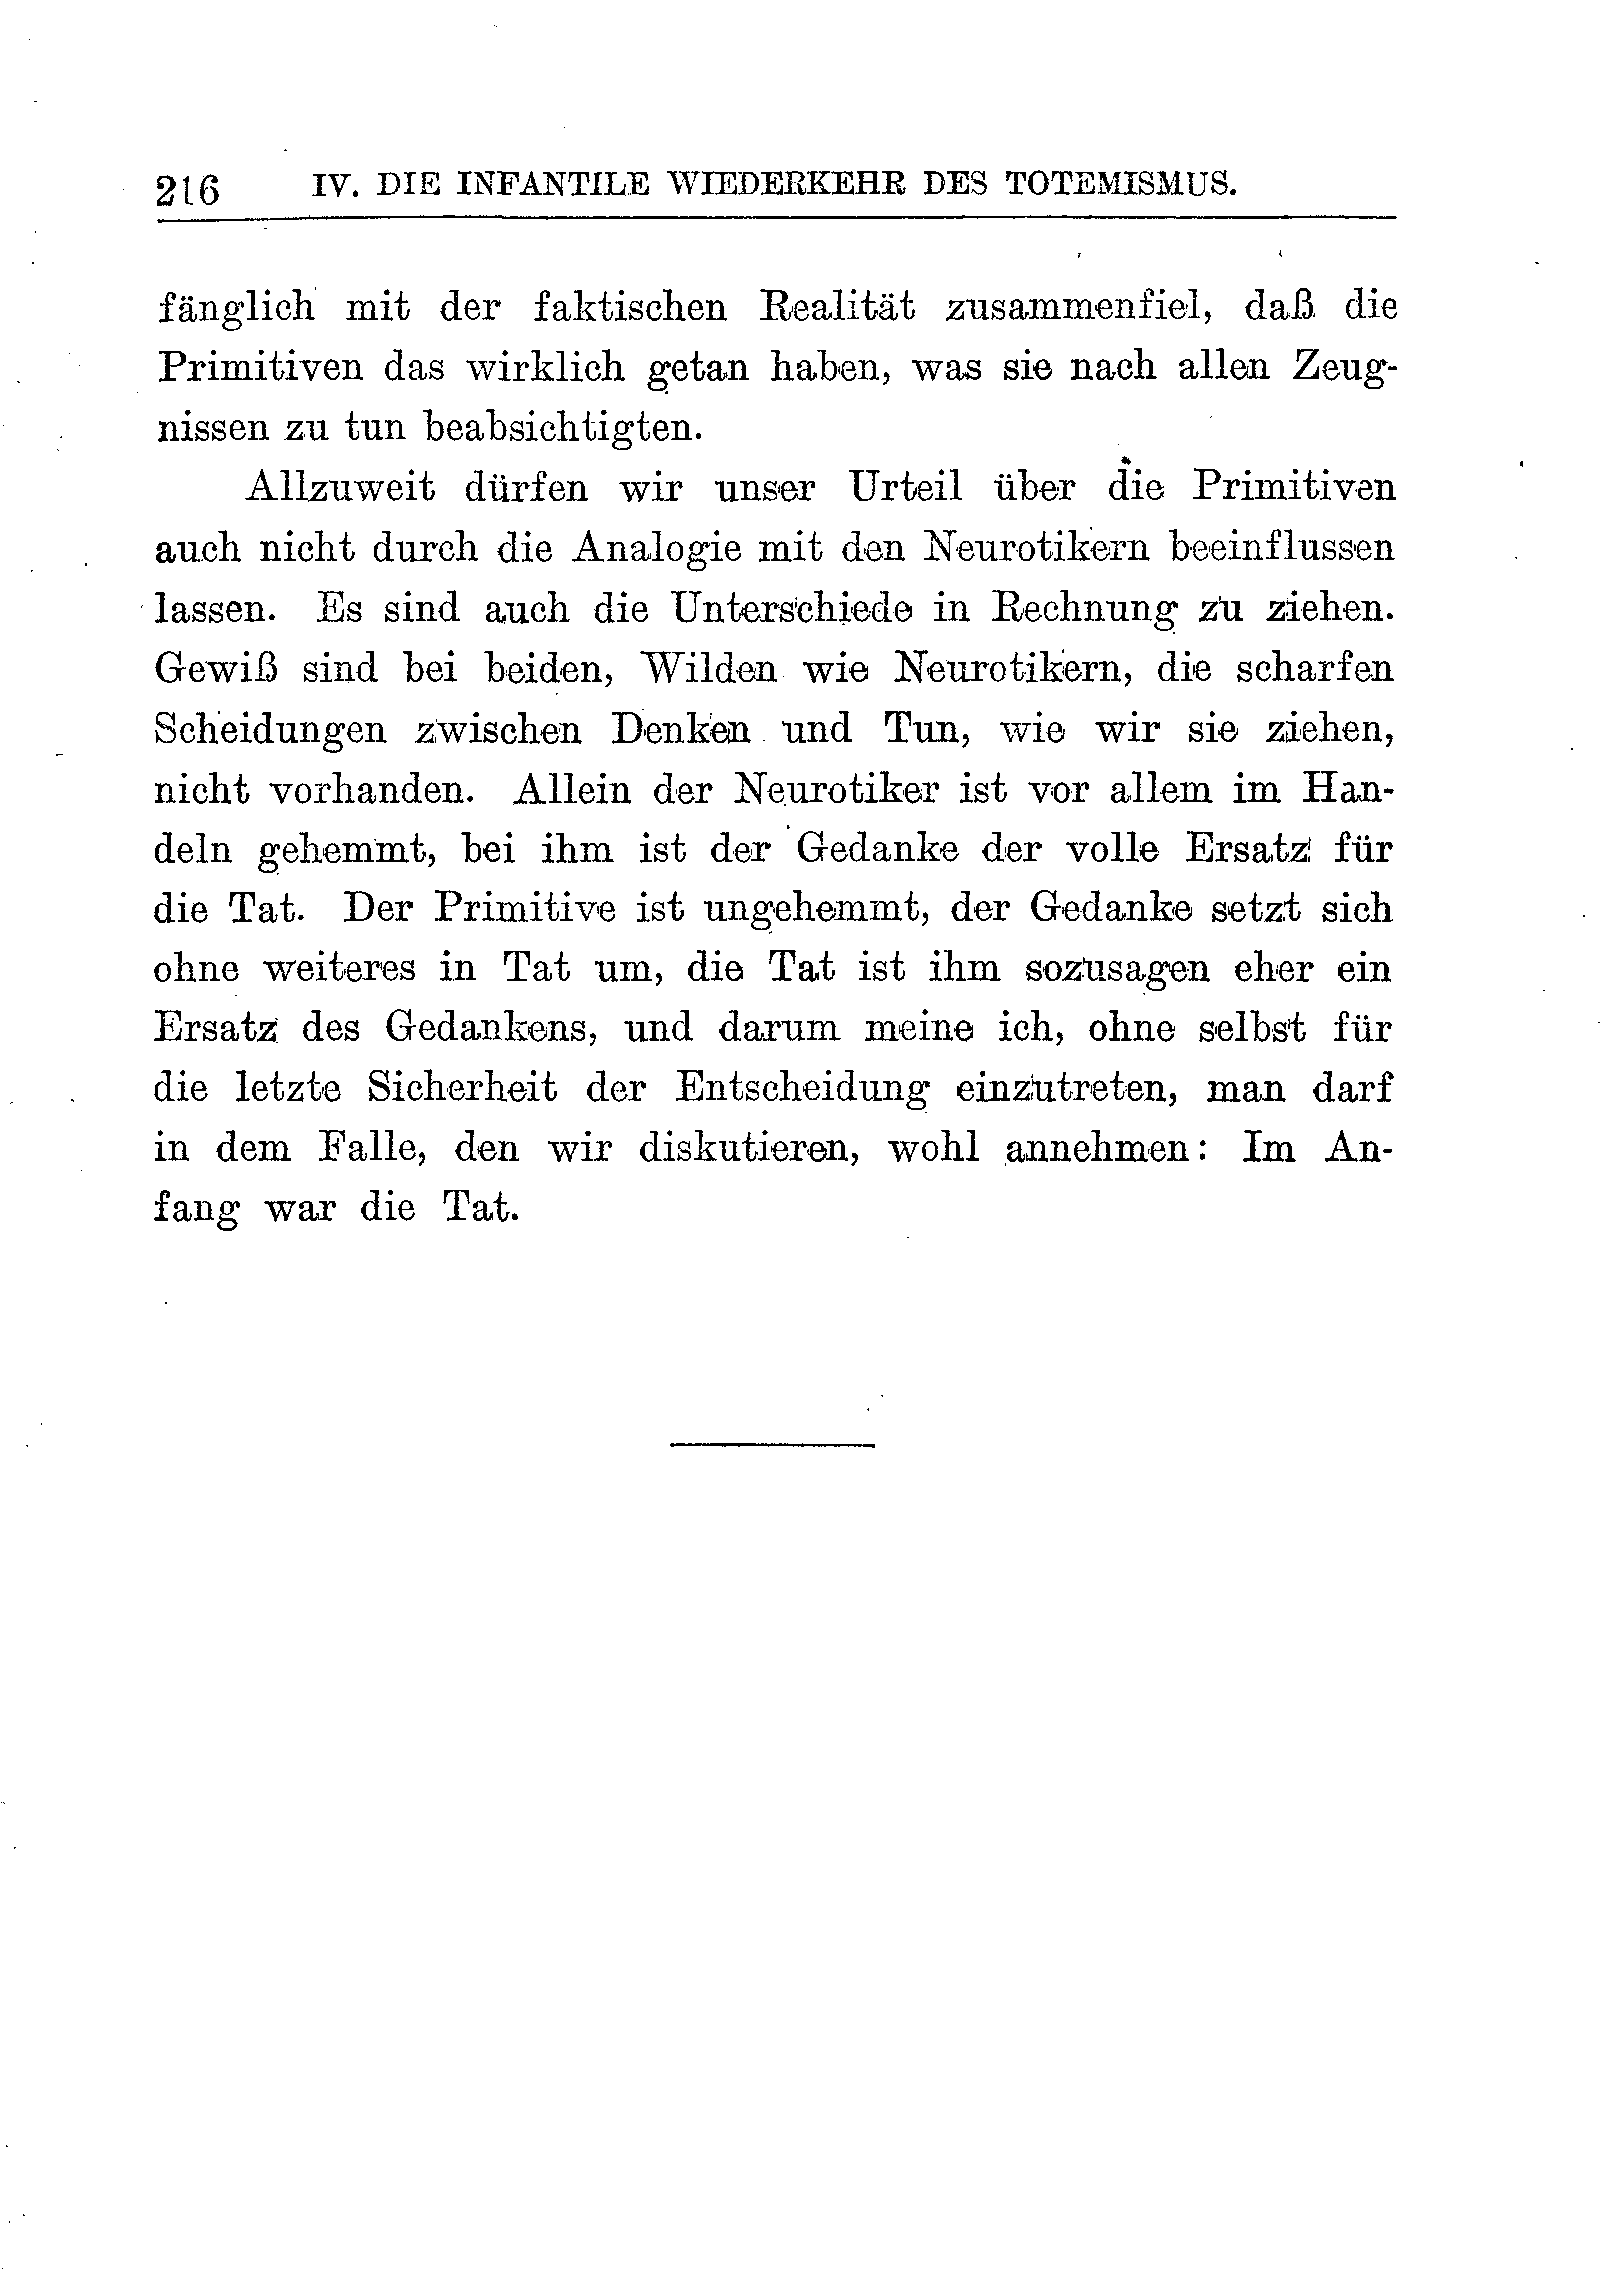 216 IV. DIE INFANTILE WIEDERKEHR DES TOTEMISMUS.
fänglich mit der faktischen Realität zusammenfiel, daß die
Primitiven das wirklich getan haben, was sie nach allen Zeug-
nissen zu tun beabsichtigten.
Allzuweit dürfen wir unser Urteil über die Primitiven
auch nicht durch die Analogie mit den Neurotikern beeinflussen
lassen. Es sind auch die Unterschiede in Rechnung zu ziehen.
Gewiß sind bei beiden, Wilden wie Neurotikern, die scharfen
Scheidungen zwischen Denken und Tun, wie wir sie ziehen,
nicht vorhanden. Allein der Neurotiker ist vor allem im Han-
deln gehemmt, bei ihm ist der Gedanke der volle Ersatz für
die Tat. Der Primitive ist ungehemmt, der Gedanke setzt sich
ohne weiteres in Tat um, die Tat ist ihm sozusagen eher ein
Ersatz des Gedankens, und darum meine ich, ohne selbst für
die letzte Sicherheit der Entscheidung einzutreten, man darf
in dem Falle, den wir diskutieren, wohl annehmen: Im An-
fang war die Tat.